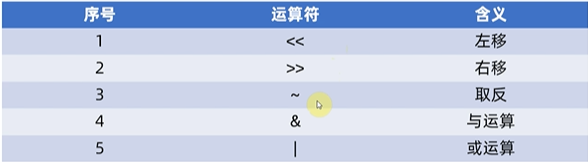 序号 运算符 含义
1 << 左移
2 >> 右移
3 ~ 取反
4 & 与运算
5 | 或运算